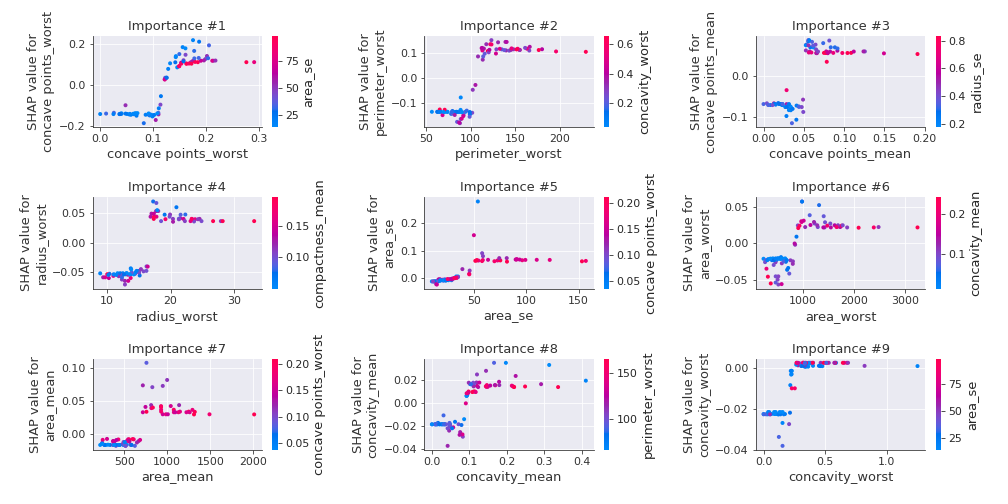 Importance #1
SHAP value for
concave points_worst
0.2
0.0
−0.2
0.0
0.1
0.2
0.3
concave points_worst
75
50
25
area_se
Importance #2
SHAP value for
perimeter_worst
0.1
0.0
−0.1
50
100
150
200
perimeter_worst
0.6
0.4
0.2
concavity_worst
Importance #3
SHAP value for
concave points_mean
0.0
−0.1
0.00
0.05
0.10
0.15
0.20
concave points_mean
0.8
0.6
0.4
0.2
radius_se
Importance #4
SHAP value for
radius_worst
0.05
0.00
−0.05
10
20
30
radius_worst
0.15
0.10
compactness_mean
Importance #5
SHAP value for
area_se
0.2
0.1
0.0
50
100
150
area_se
0.20
0.15
0.10
0.05
concave points_worst
Importance #6
SHAP value for
area_worst
0.05
0.00
−0.05
1000
2000
3000
area_worst
0.2
0.1
concavity_mean
Importance #7
SHAP value for
area_mean
0.10
0.05
0.00
500
1000
1500
2000
area_mean
0.20
0.15
0.10
0.05
concave points_worst
Importance #8
SHAP value for
concavity_mean
0.02
0.00
−0.02
−0.04
0.0
0.1
0.2
0.3
0.4
concavity_mean
150
100
perimeter_worst
Importance #9
SHAP value for
concavity_worst
0.00
−0.02
−0.04
0.0
0.5
1.0
concavity_worst
75
50
25
area_se